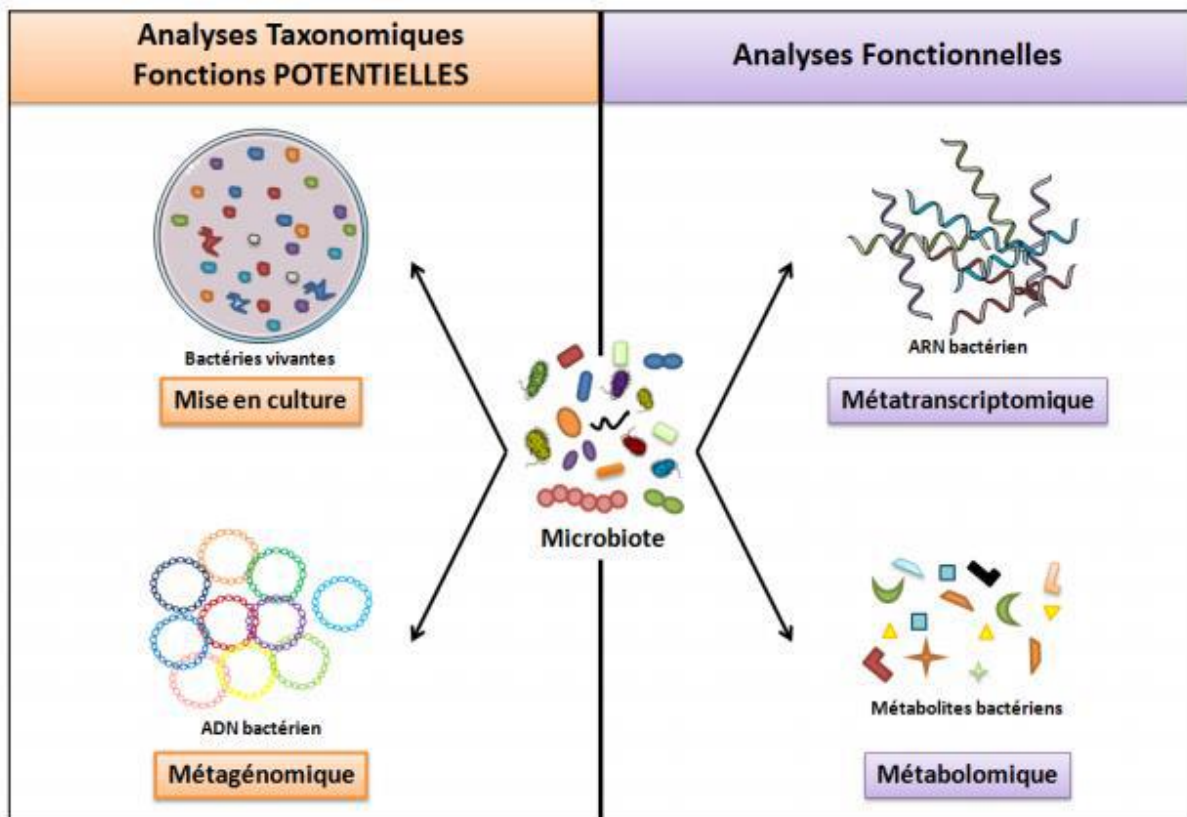 Analyses Taxonomiques
Fonctions POTENTIELLES
Analyses Fonctionnelles
Bactéries vivantes
Mise en culture
ARN bactérien
Métatranscriptomique
Microbiote
ADN bactérien
Métagénomique
Métabolites bactériens
Métabolomique